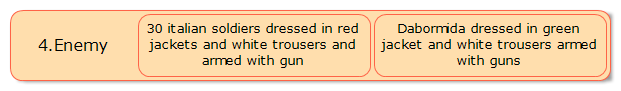 4.Enemy
30 italian soldiers dressed in red
jackets and white trousers and
armed with gun
Dabormida dressed in green
jacket and white trousers armed
with guns